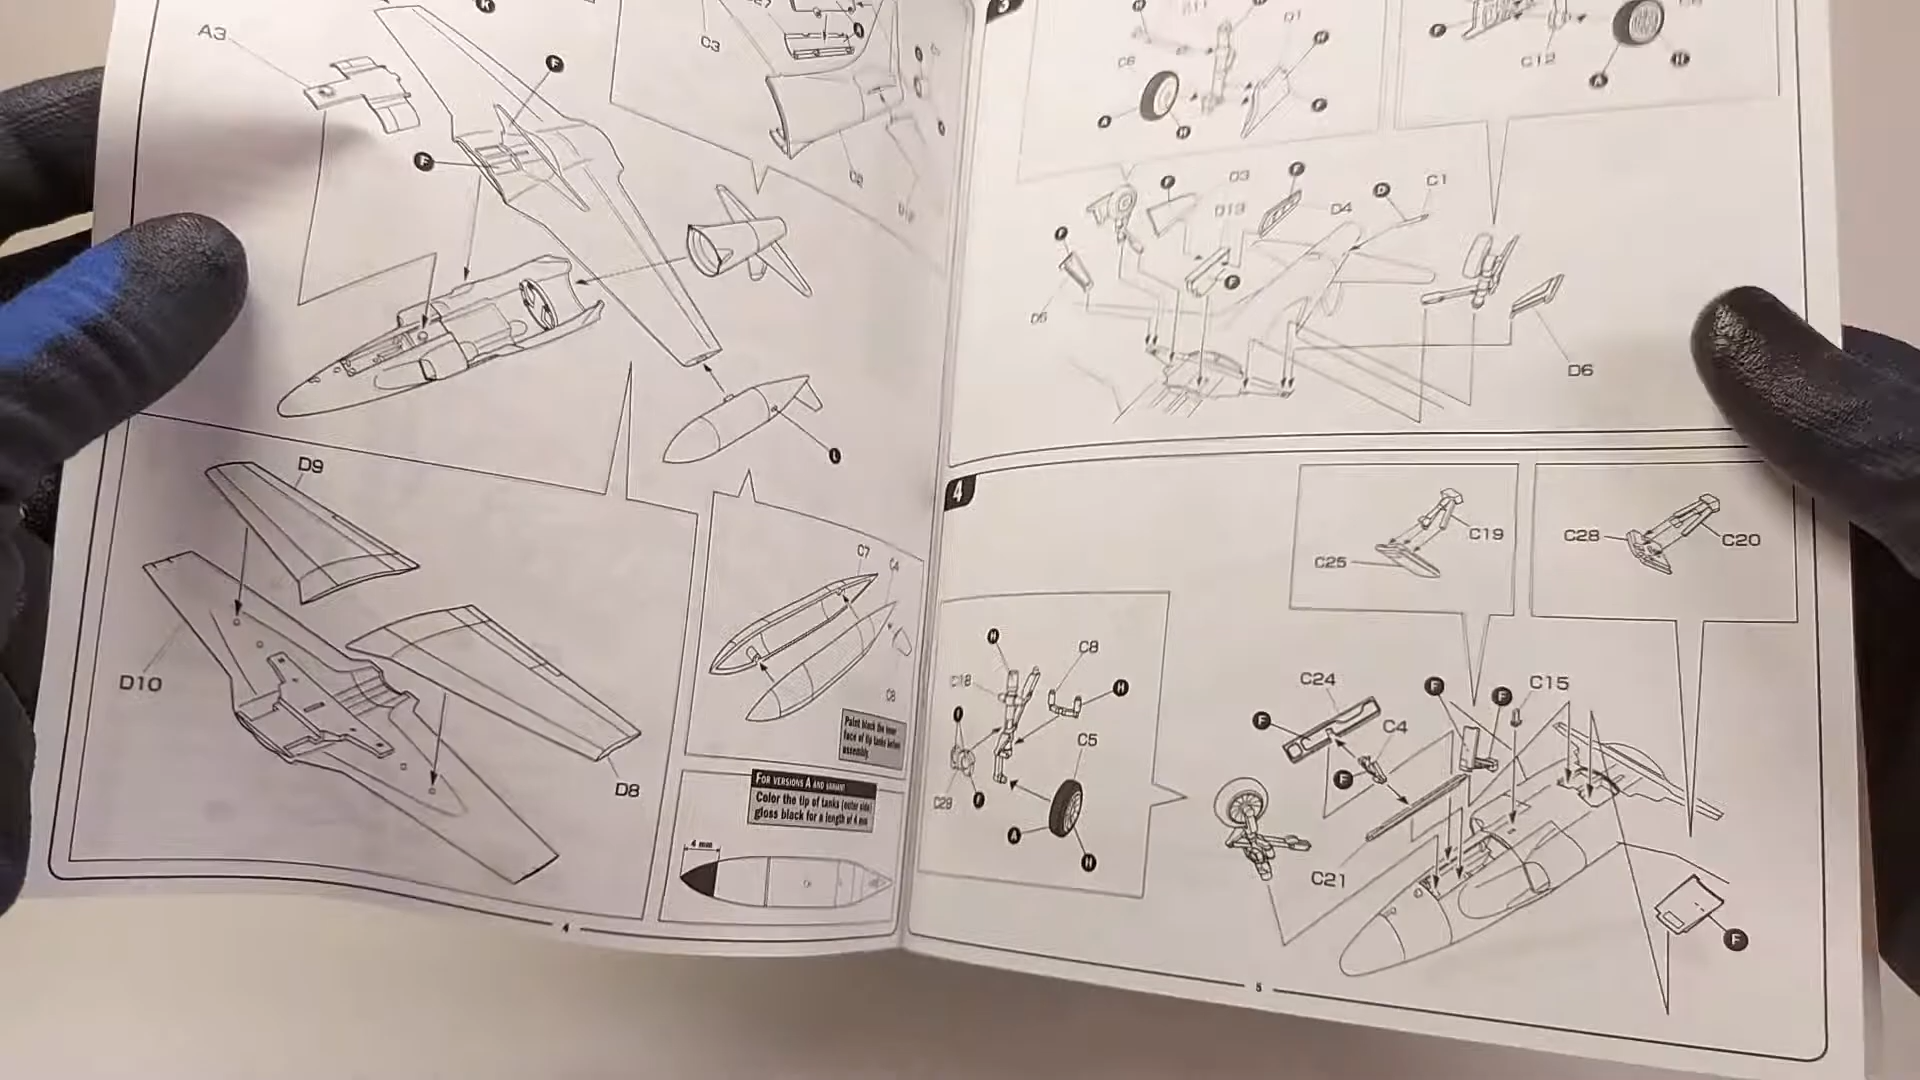 A3
K
F
F
C3
C2
L
D9
D10
D8
C7
C4
Paint black the inner
face of tip tanks before
assembly
FOR VERSIONS A AND
Color the tip of tanks (outer side)
gloss black for a length of 4 mm
4 mm
4
3
H
D1
H
C6
A
H
F
F
C12
A
H
F
D3
F
D13
D4
D
C1
F
F
D5
D6
4
C19
C25
C28
C20
H
C8
C18
H
C5
C29
F
A
H
C24
F
F
C15
F
C4
F
C21
F
5